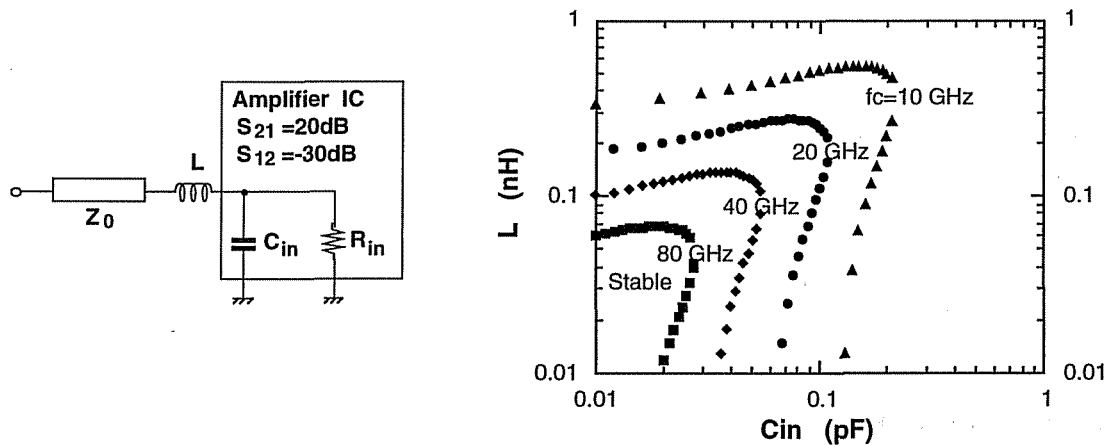 Amplifier IC
S21 =20dB
S12 =-30dB
L
Z0
Cin
Rin
1
1
fc=10 GHz
20 GHz
L (nH)
0.1
0.1
40 GHz
80 GHz
Stable
0.01
0.01
0.01
0.1
1
Cin (pF)